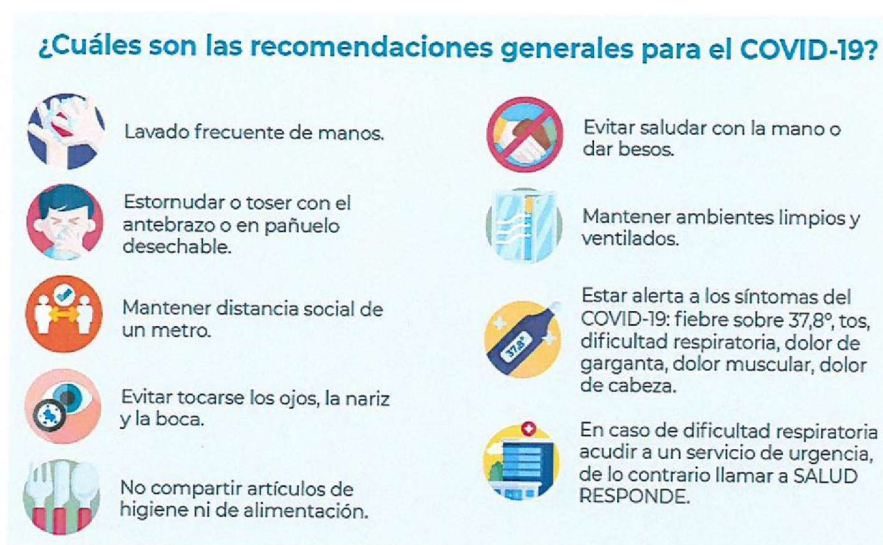 ¿Cuáles son las recomendaciones generales para el COVID-19?
Lavado frecuente de manos.
Estornudar o toser con el
antebrazo o en pañuelo
desechable.
Mantener distancia social de
un metro.
Evitar tocarse los ojos, la nariz
y la boca.
No compartir artículos de
higiene ni de alimentación.
Evitar saludar con la mano o
dar besos.
Mantener ambientes limpios y
ventilados.
Estar alerta a los síntomas del
COVID-19: fiebre sobre 37,8º, tos,
dificultad respiratoria, dolor de
garganta, dolor muscular, dolor
de cabeza.
37,8º
En caso de dificultad respiratoria
acudir a un servicio de urgencia,
de lo contrario llamar a SALUD
RESPONDE.